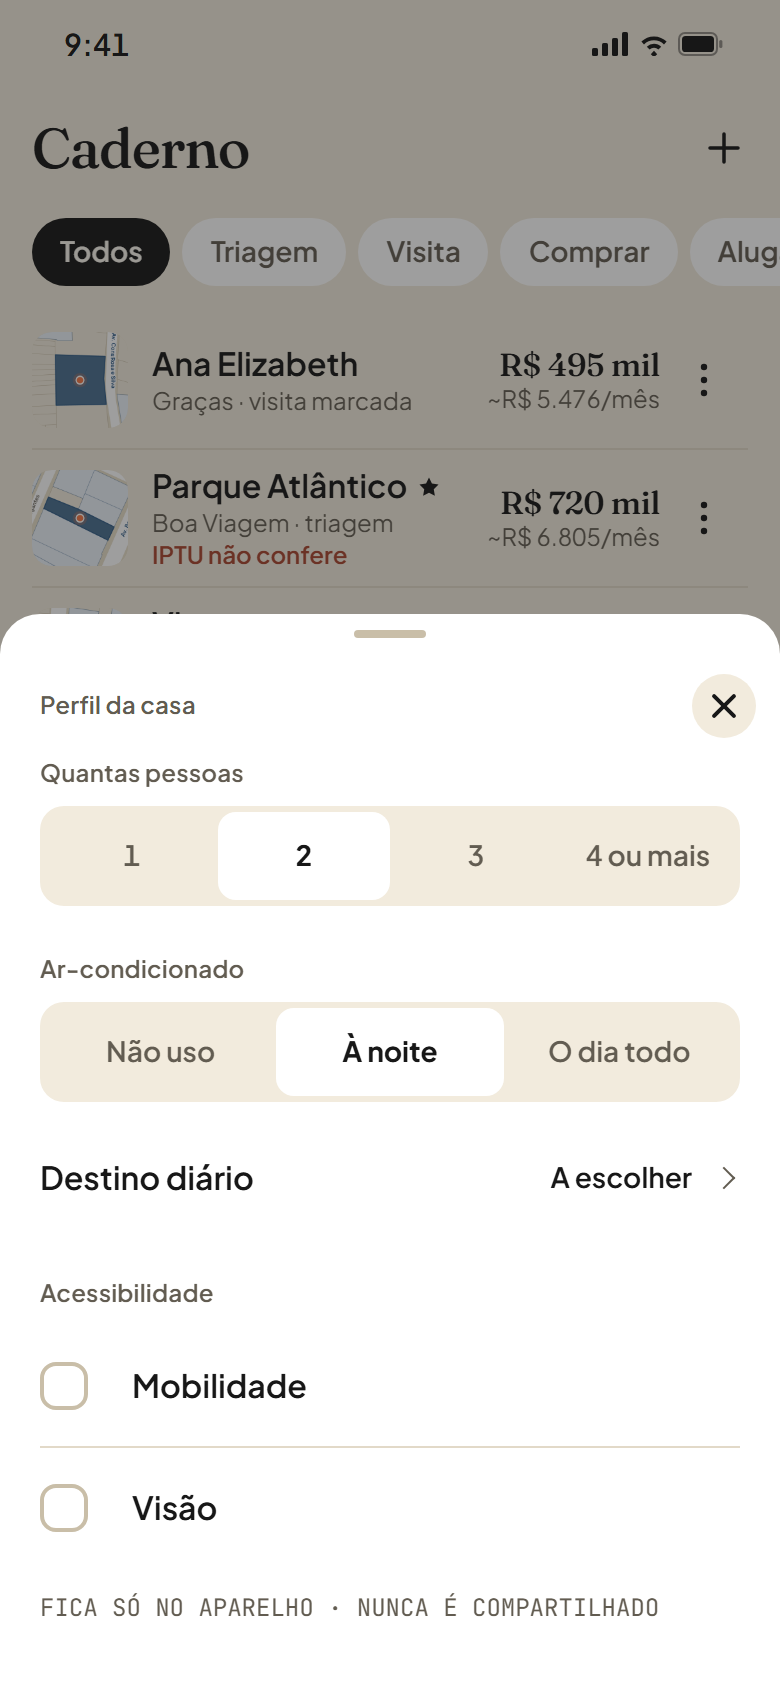 9:41
Caderno
Todos
Triagem
Visita
Comprar
Ana Elizabeth
R$ 495 mil
Graças · visita marcada
~R$ 5.476/mês
Parque Atlântico ★
R$ 720 mil
Boa Viagem · triagem
~R$ 6.805/mês
IPTU não confere
Perfil da casa
Quantas pessoas
1
2
3
4 ou mais
Ar-condicionado
Não uso
À noite
O dia todo
Destino diário
A escolher
Acessibilidade
Mobilidade
Visão
FICA SÓ NO APARELHO · NUNCA É COMPARTILHADO